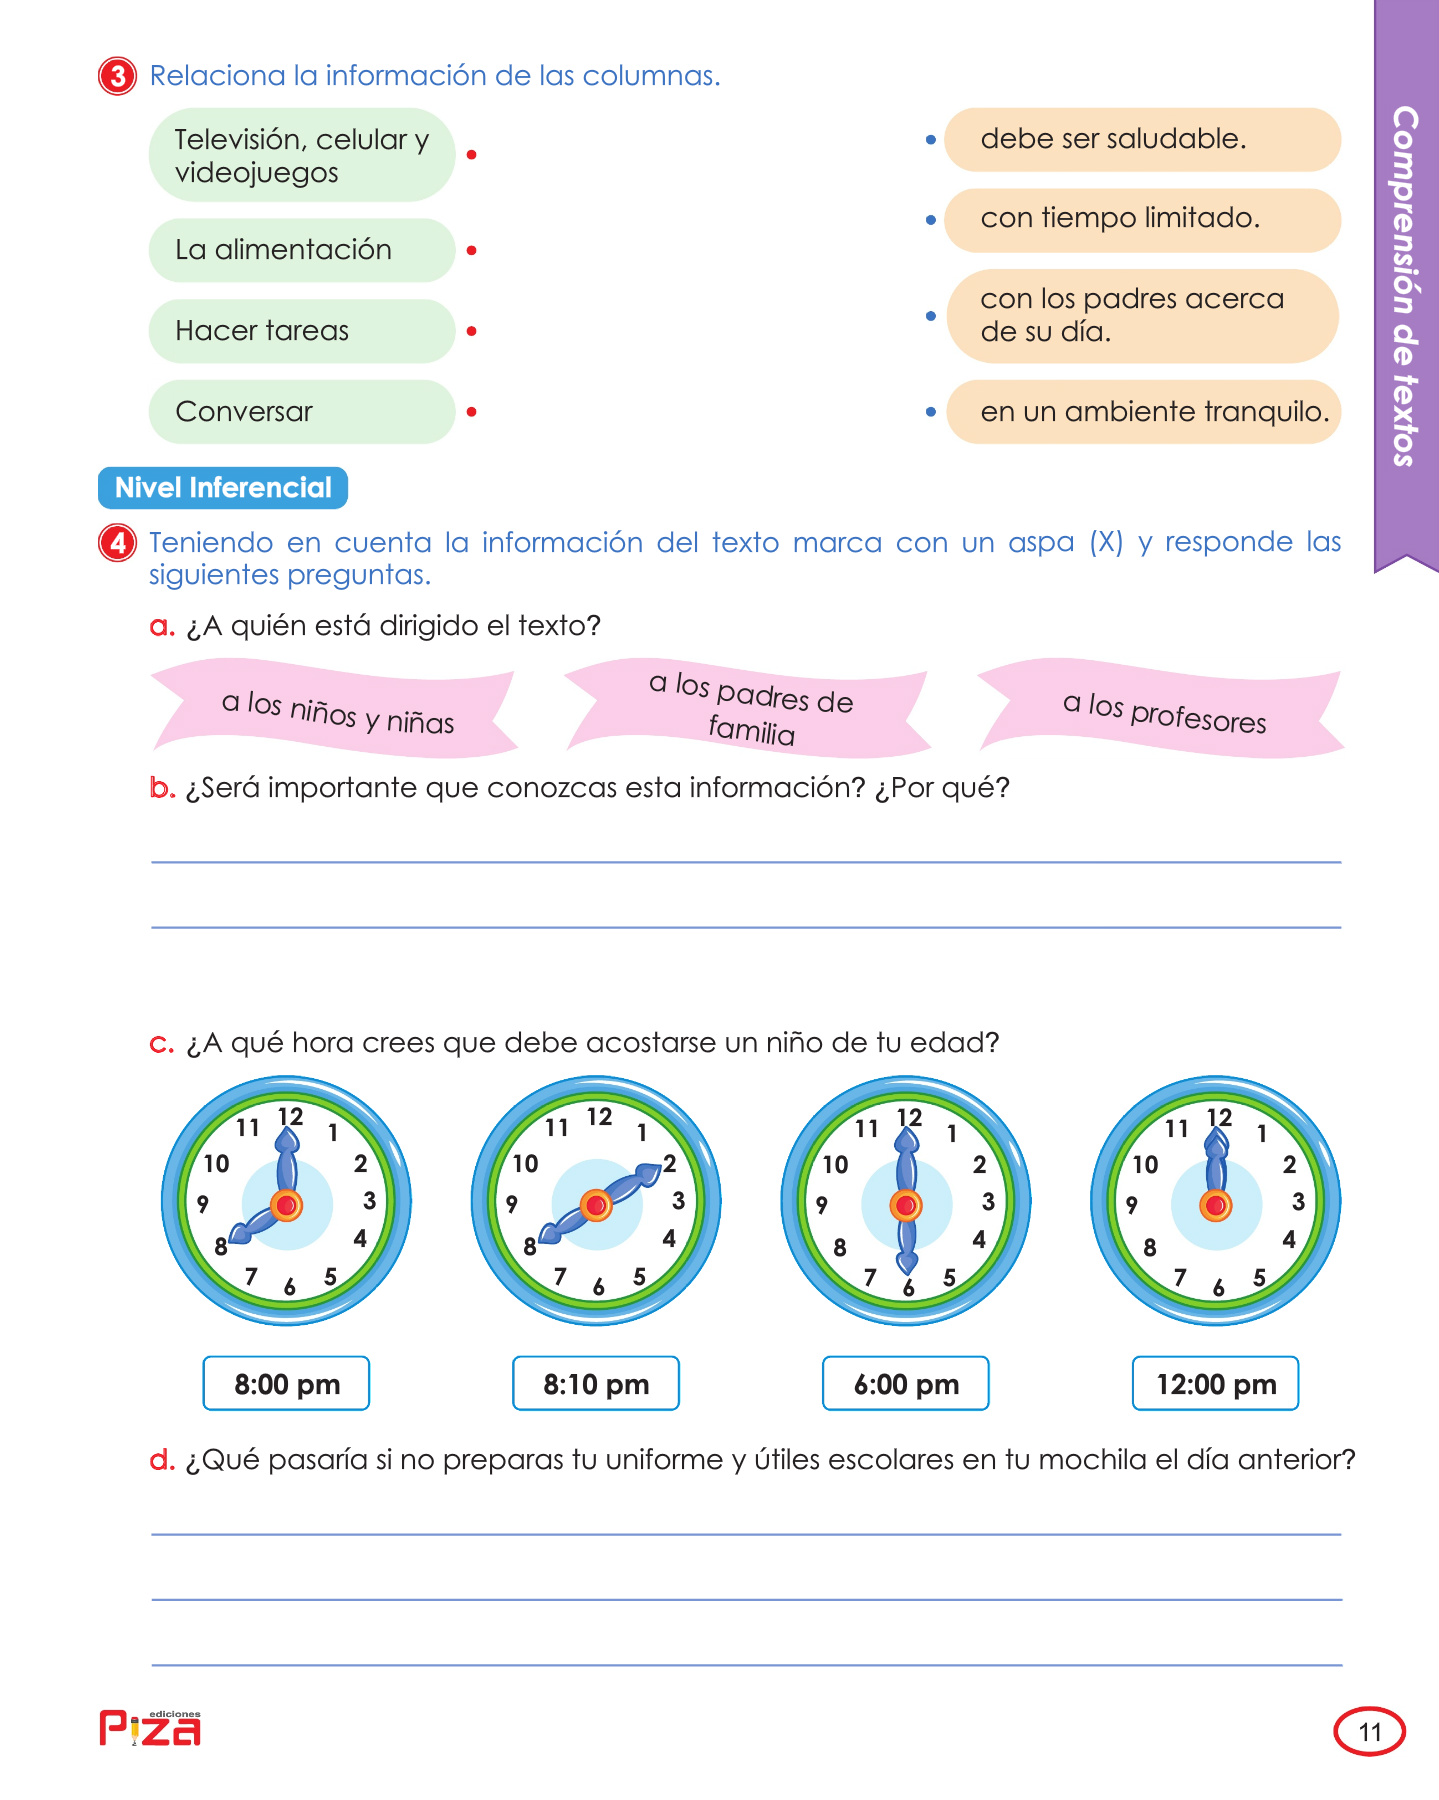 3 Relaciona la información de las columnas.
Televisión, celular y
videojuegos
La alimentación
Hacer tareas
Conversar
debe ser saludable.
con tiempo limitado.
con los padres acerca
de su día.
en un ambiente tranquilo.
Comprensión de textos
Nivel Inferencial
4 Teniendo en cuenta la información del texto marca con un aspa (X) y responde las
siguientes preguntas.
a. ¿A quién está dirigido el texto?
a los niños y niñas
a los padres de
familia
a los profesores
b. ¿Será importante que conozcas esta información? ¿Por qué?
c. ¿A qué hora crees que debe acostarse un niño de tu edad?
12 1 2 3 4 5 6 7 8 9 10 11
12 1 2 3 4 5 6 7 8 9 10 11
12 1 2 3 4 5 6 7 8 9 10 11
12 1 2 3 4 5 6 7 8 9 10 11
8:00 pm
8:10 pm
6:00 pm
12:00 pm
d. ¿Qué pasaría si no preparas tu uniforme y útiles escolares en tu mochila el día anterior?
ediciones
Piza
11